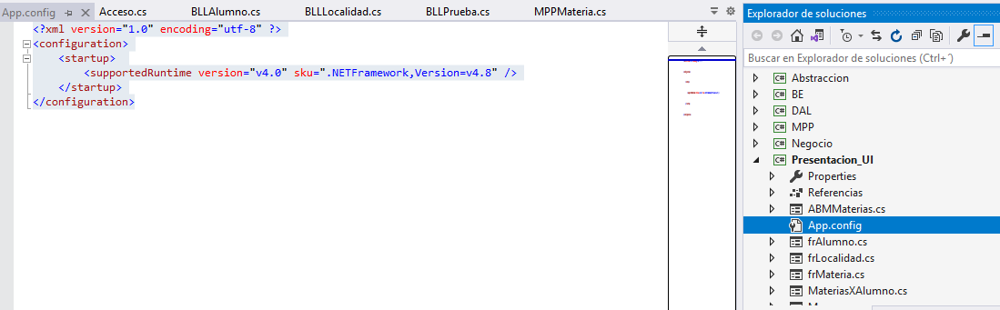 App.config
Acceso.cs
BLLAlumno.cs
BLLLocalidad.cs
BLLPrueba.cs
MPPMateria.cs
<?xml version="1.0" encoding="utf-8" ?>
<configuration>
<startup>
<supportedRuntime version="v4.0" sku=".NETFramework,Version=v4.8" />
</startup>
</configuration>
Explorador de soluciones
Buscar en Explorador de soluciones (Ctrl+´)
C# Abstraccion
C# BE
C# DAL
C# MPP
C# Negocio
C# Presentacion_UI
Properties
Referencias
ABMMaterias.cs
App.config
frAlumno.cs
frLocalidad.cs
frMateria.cs
MateriasXAlumno.cs